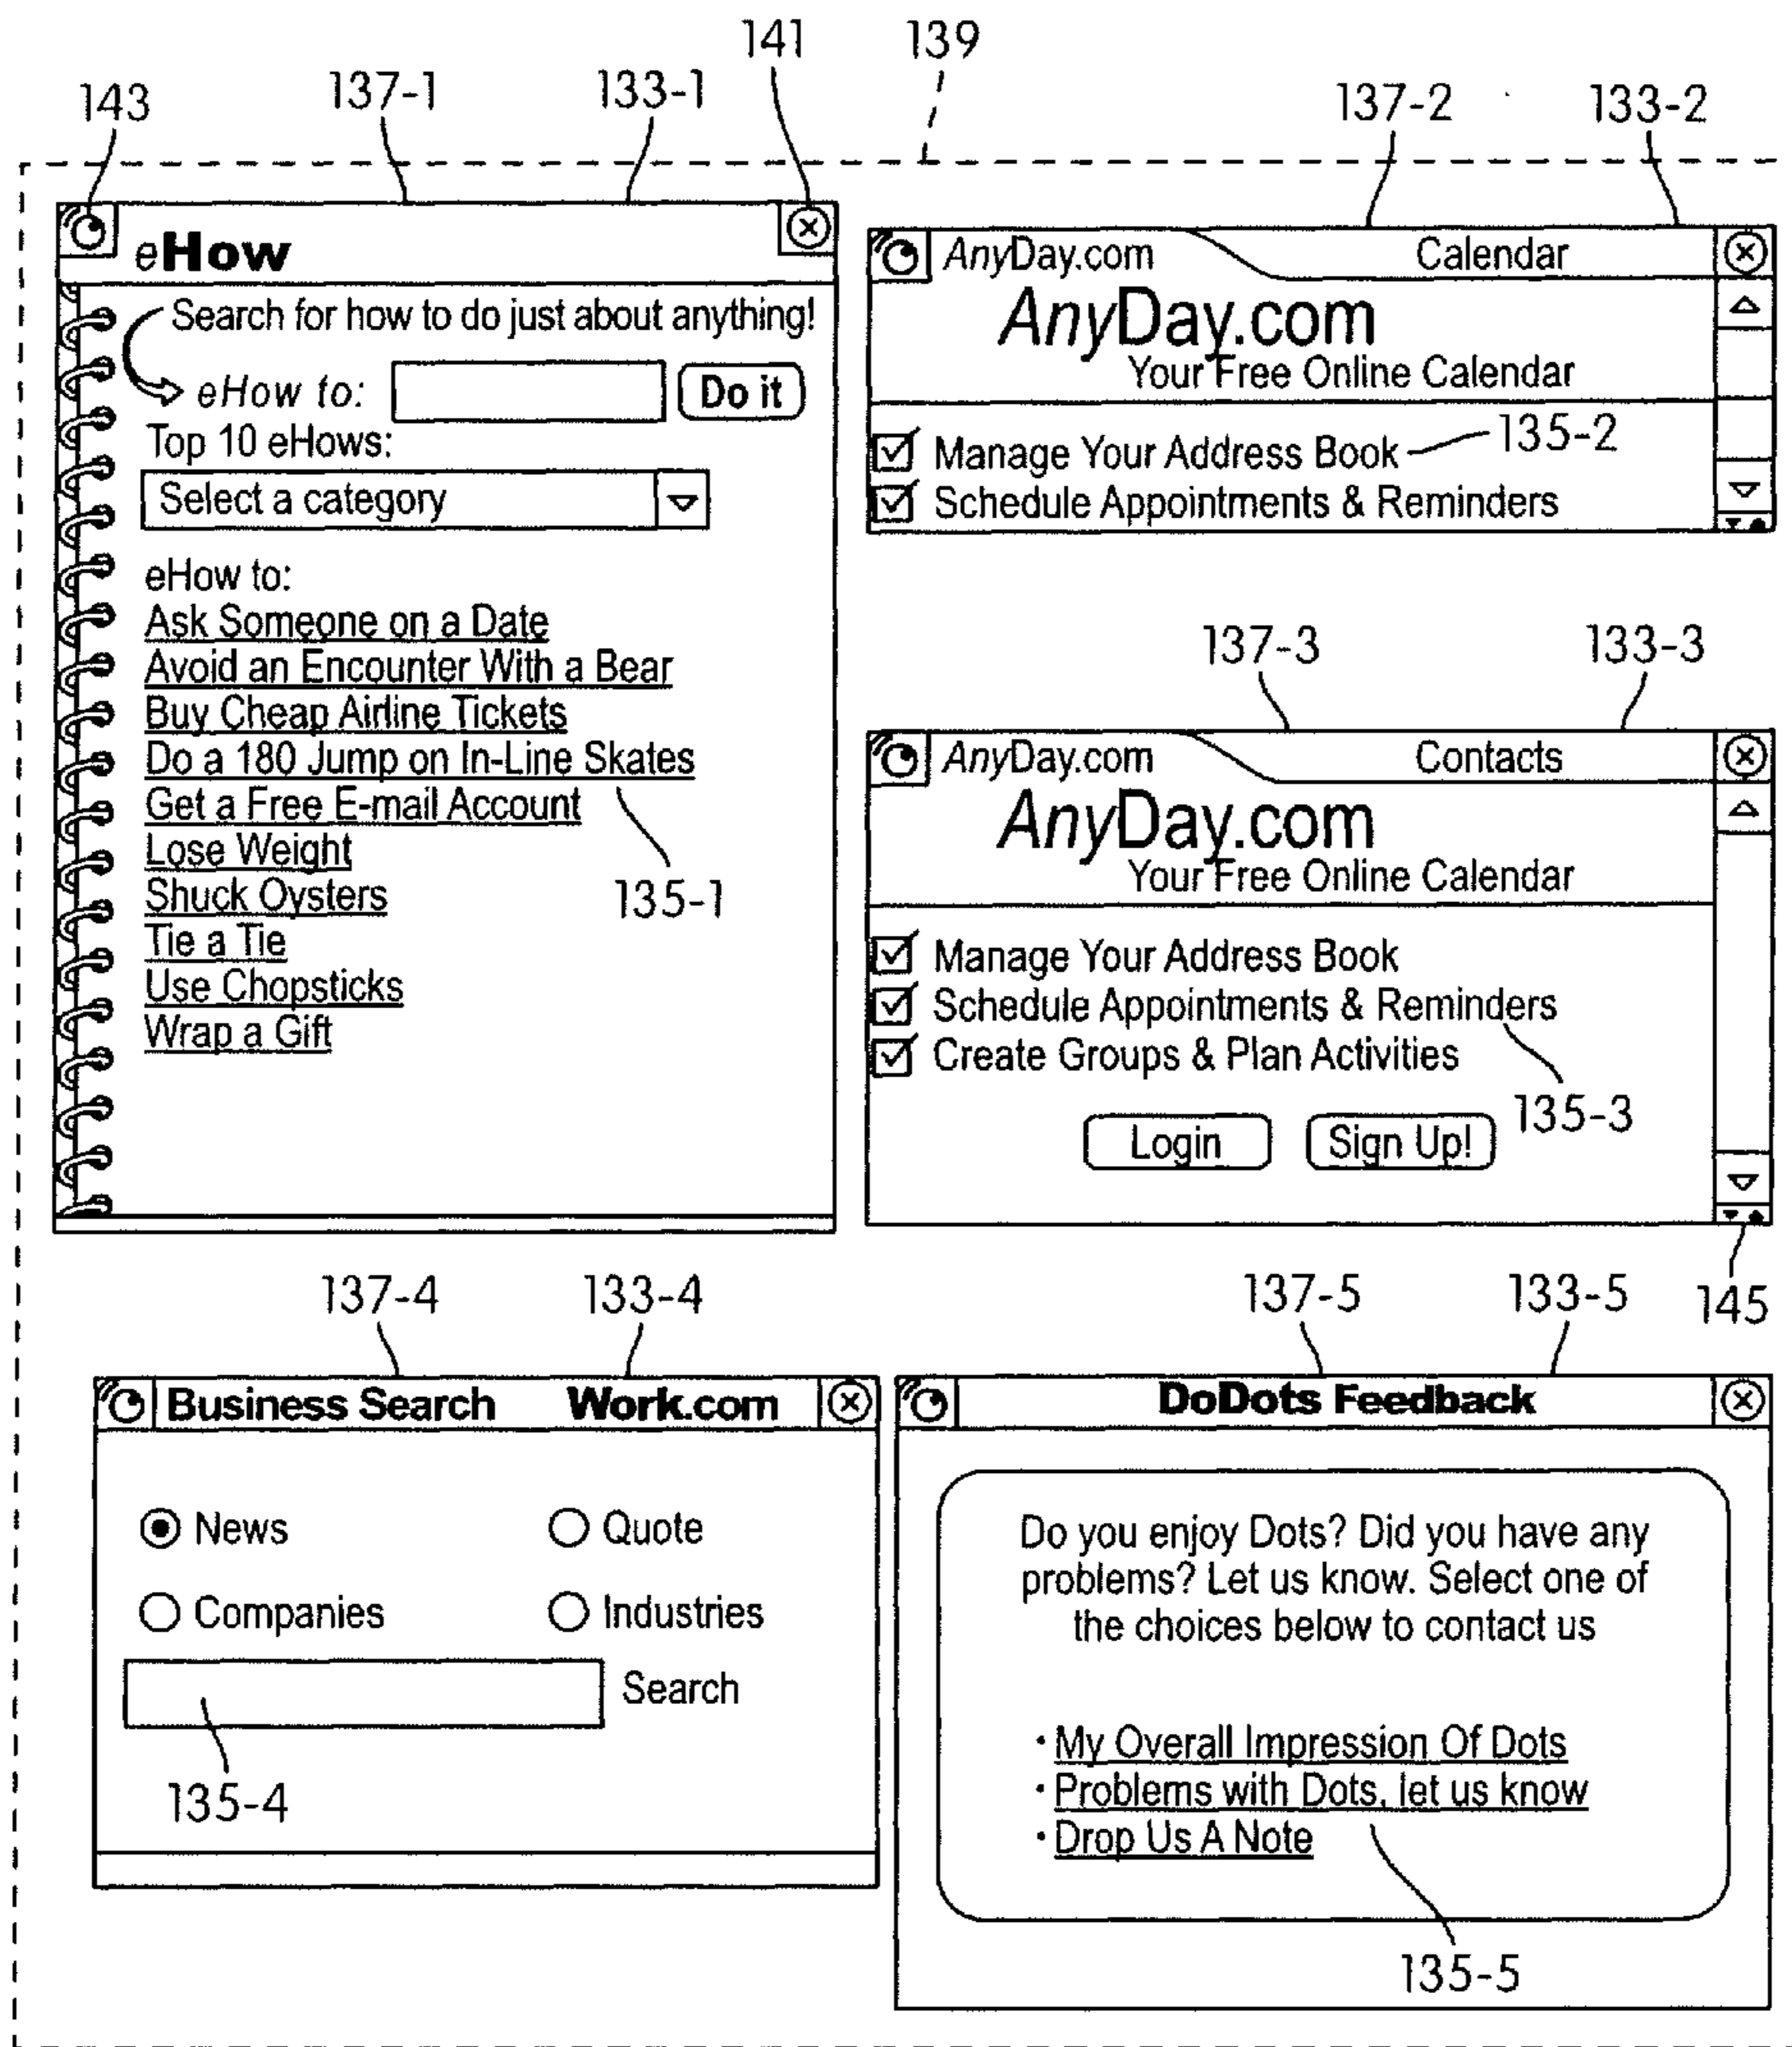 141 139
143 137-1 133-1 137-2 133-2
eHow
Search for how to do just about anything!
eHow to: Do it
Top 10 eHows:
Select a category
eHow to:
Ask Someone on a Date
Avoid an Encounter With a Bear
Buy Cheap Airline Tickets
Do a 180 Jump on In-Line Skates
Get a Free E-mail Account
Lose Weight
Shuck Oysters
135-1
Tie a Tie
Use Chopsticks
Wrap a Gift
AnyDay.com Calendar
AnyDay.com
Your Free Online Calendar
Manage Your Address Book 135-2
Schedule Appointments & Reminders
137-3 133-3
AnyDay.com Contacts
AnyDay.com
Your Free Online Calendar
Manage Your Address Book
Schedule Appointments & Reminders
Create Groups & Plan Activities
135-3
Login Sign Up!
145
137-4 133-4
Business Search Work.com
News Quote
Companies Industries
Search
135-4
137-5 133-5
DoDots Feedback
Do you enjoy Dots? Did you have any
problems? Let us know. Select one of
the choices below to contact us
· My Overall Impression Of Dots
· Problems with Dots, let us know
· Drop Us A Note
135-5